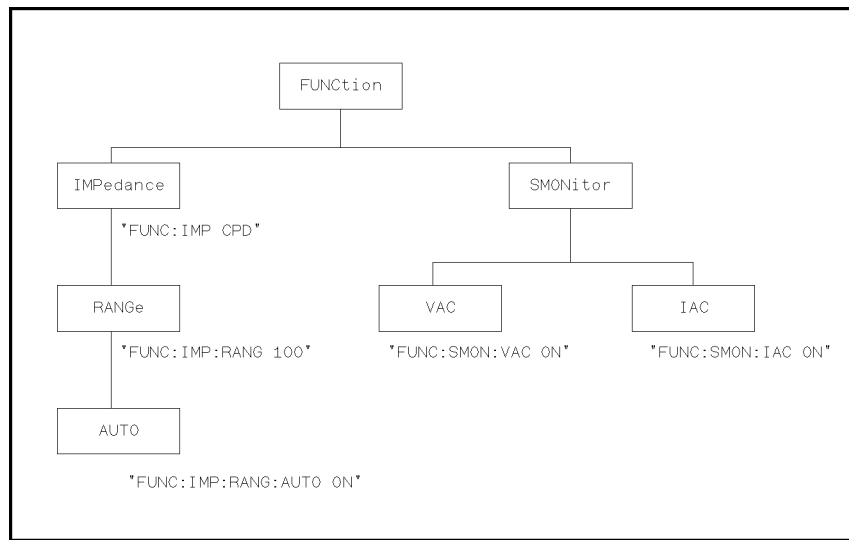 FUNCtion
IMPedance
SMONitor
"FUNC:IMP CPD"
RANGe
VAC
IAC
"FUNC:IMP:RANG 100"
"FUNC:SMON:VAC ON"
"FUNC:SMON:IAC ON"
AUTO
"FUNC:IMP:RANG:AUTO ON"